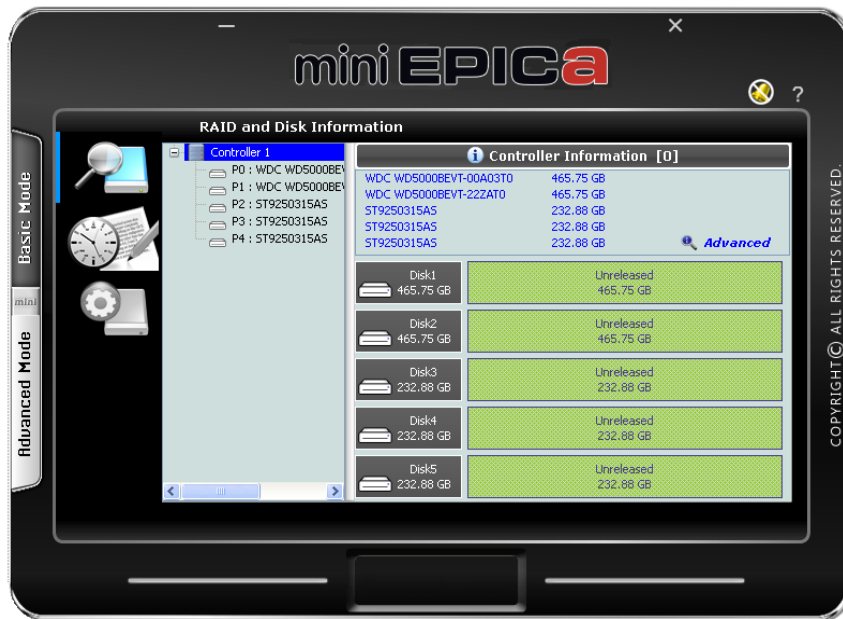 mini EPICa
?
RAID and Disk Information
Controller 1
P0 : WDC WD5000BE
P1 : WDC WD5000BE
P2 : ST9250315AS
P3 : ST9250315AS
P4 : ST9250315AS
Controller Information [0]
WDC WD5000BEVT-00A03T0 465.75 GB
WDC WD5000BEVT-22ZAT0 465.75 GB
ST9250315AS 232.88 GB
ST9250315AS 232.88 GB
ST9250315AS 232.88 GB
Advanced
Disk1
465.75 GB
Unreleased
465.75 GB
Disk2
465.75 GB
Unreleased
465.75 GB
Disk3
232.88 GB
Unreleased
232.88 GB
Disk4
232.88 GB
Unreleased
232.88 GB
Disk5
232.88 GB
Unreleased
232.88 GB
Basic Mode
mini
Advanced Mode
COPYRIGHT© ALL RIGHTS RESERVED.